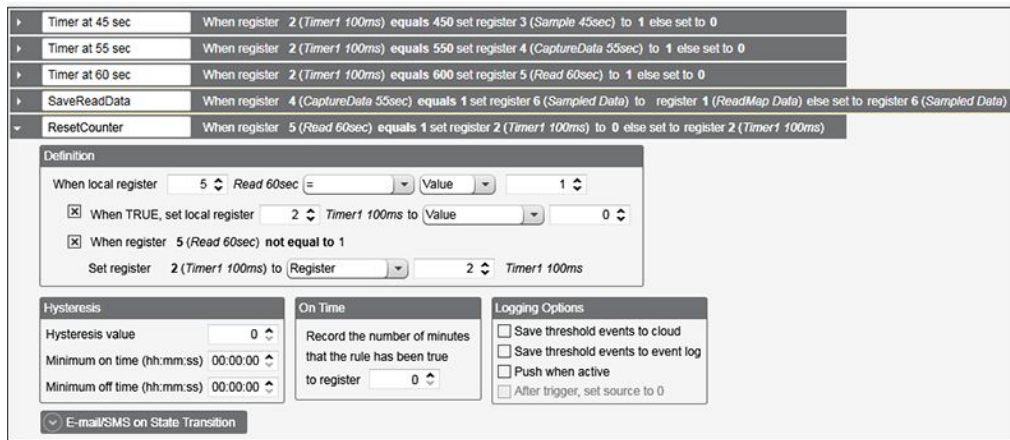 Timer at 45 sec When register 2 (Timer1 100ms) equals 450 set register 3 (Sample 45sec) to 1 else set to 0
Timer at 55 sec When register 2 (Timer1 100ms) equals 550 set register 4 (CaptureData 55sec) to 1 else set to 0
Timer at 60 sec When register 2 (Timer1 100ms) equals 600 set register 5 (Read 60sec) to 1 else set to 0
SaveReadData When register 4 (CaptureData 55sec) equals 1 set register 6 (Sampled Data) to register 1 (ReadMap Data) else set to register 6 (Sampled Data)
ResetCounter When register 5 (Read 60sec) equals 1 set register 2 (Timer1 100ms) to 0 else set to register 2 (Timer1 100ms)
Definition
When local register 5 Read 60sec = Value 1
When TRUE, set local register 2 Timer1 100ms to Value 0
When register 5 (Read 60sec) not equal to 1
Set register 2 (Timer1 100ms) to Register 2 Timer1 100ms
Hysteresis
Hysteresis value 0
Minimum on time (hh:mm:ss) 00:00:00
Minimum off time (hh:mm:ss) 00:00:00
On Time
Record the number of minutes
that the rule has been true
to register 0
Logging Options
Save threshold events to cloud
Save threshold events to event log
Push when active
After trigger, set source to 0
E-mail/SMS on State Transition